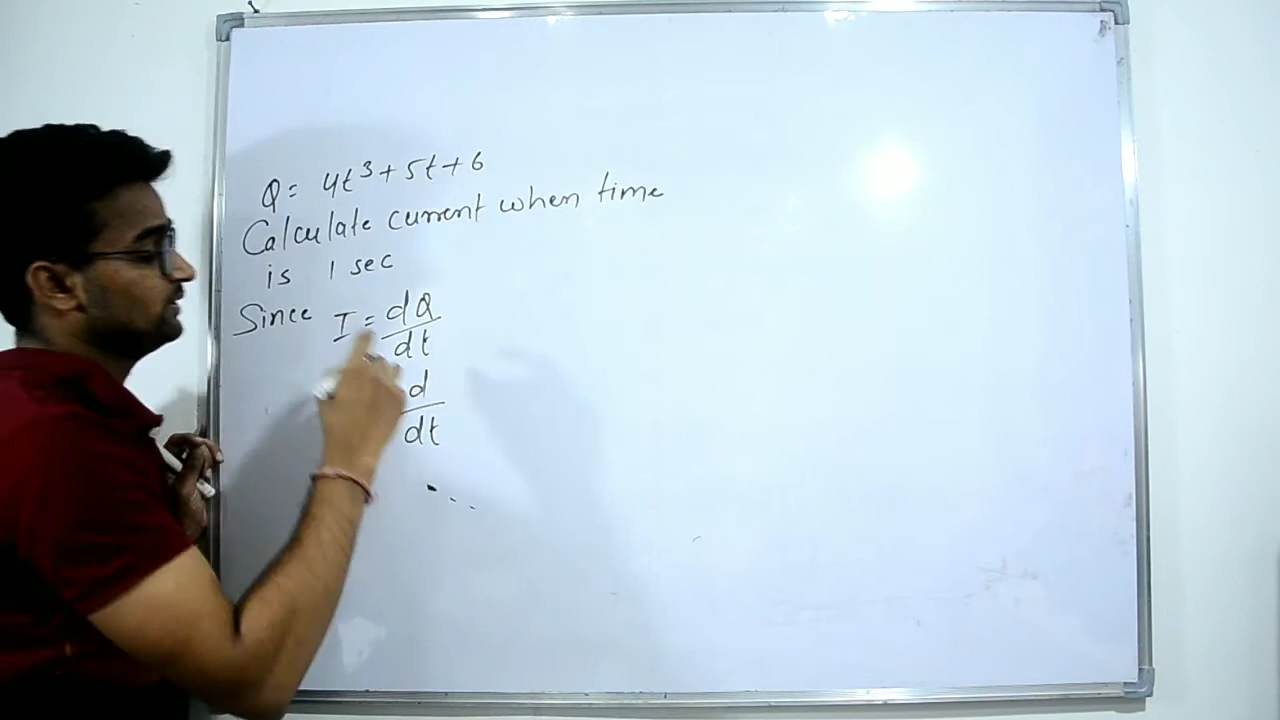 Q = 4t³+5t+6
Calculate current when time
is 1 sec
Since I = dQ/dt
d/dt